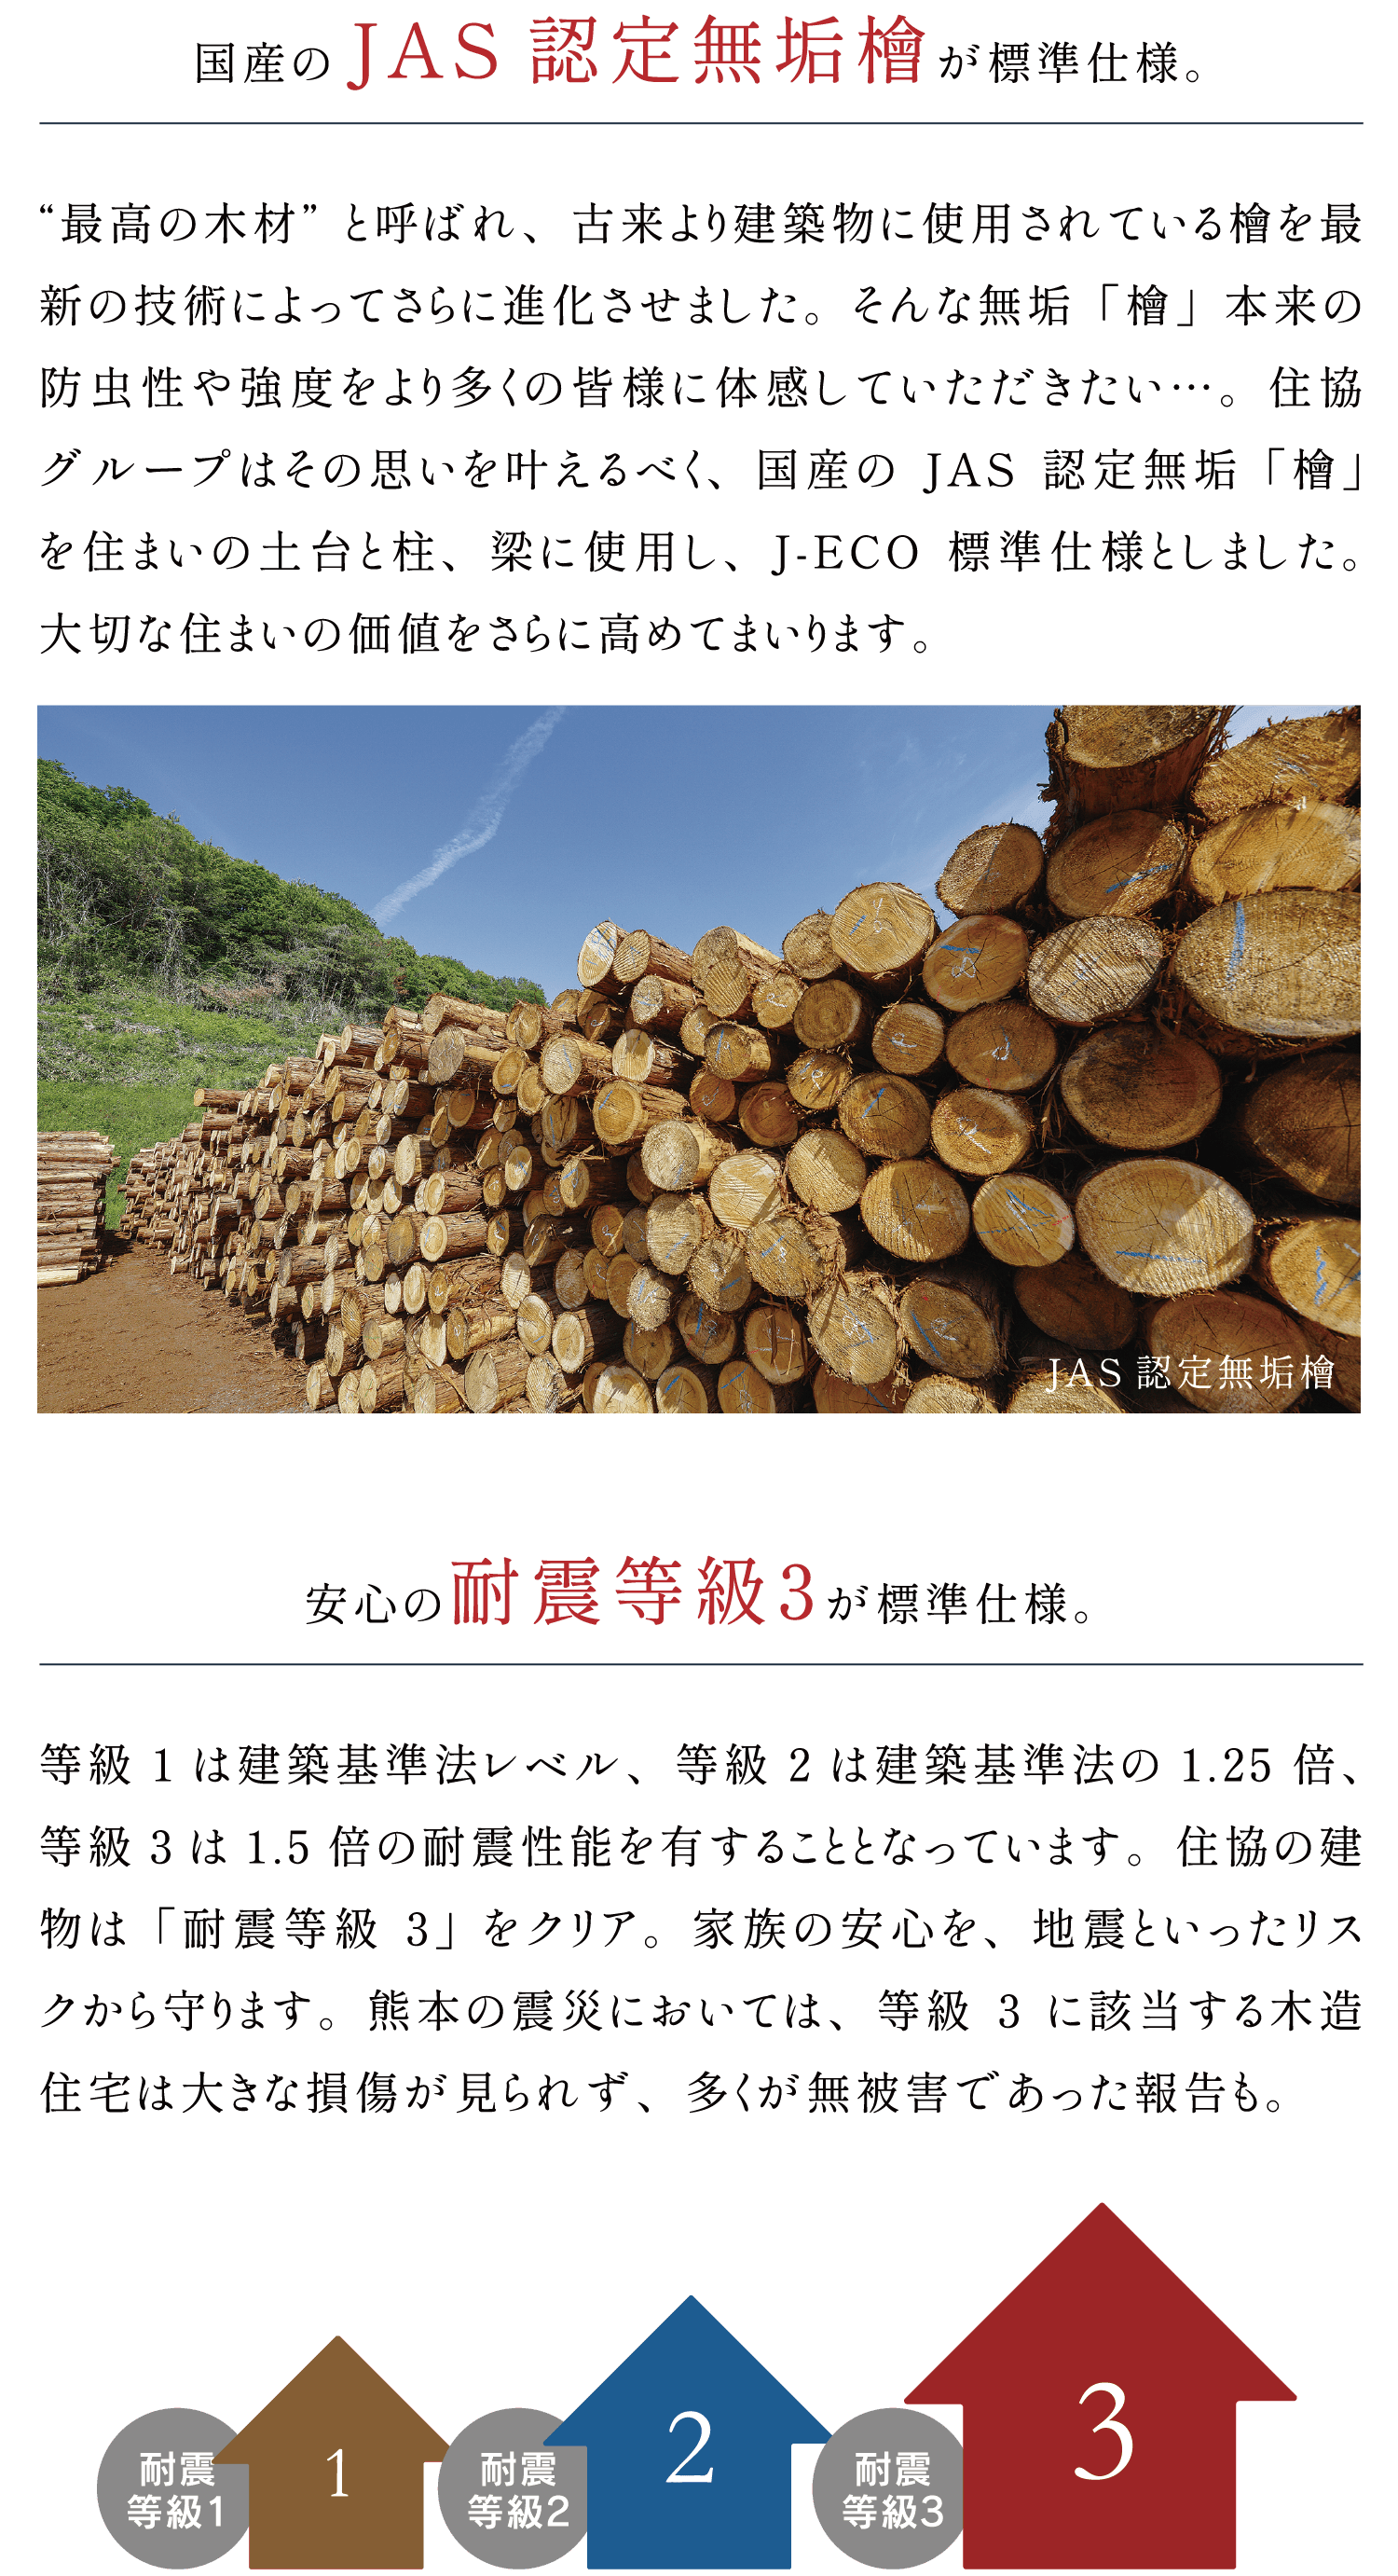 国産の JAS 認定無垢檜が標準仕様。
“最高の木材” と呼ばれ、古来より建築物に使用されている檜を最
新の技術によってさらに進化させました。そんな無垢「檜」本来の
防虫性や強度をより多くの皆様に体感していただきたい…。住協
グループはその思いを叶えるべく、国産の JAS 認定無垢「檜」
を住まいの土台と柱、梁に使用し、J-ECO 標準仕様としました。
大切な住まいの価値をさらに高めてまいります。
JAS 認定無垢檜
安心の耐震等級3が標準仕様。
等級 1 は建築基準法レベル、等級 2 は建築基準法の 1.25 倍、
等級 3 は 1.5 倍の耐震性能を有することとなっています。住協の建
物は「耐震等級 3」をクリア。家族の安心を、地震といったリス
クから守ります。熊本の震災においては、等級 3 に該当する木造
住宅は大きな損傷が見られず、多くが無被害であった報告も。
耐震
等級1
1
耐震
等級2
2
耐震
等級3
3